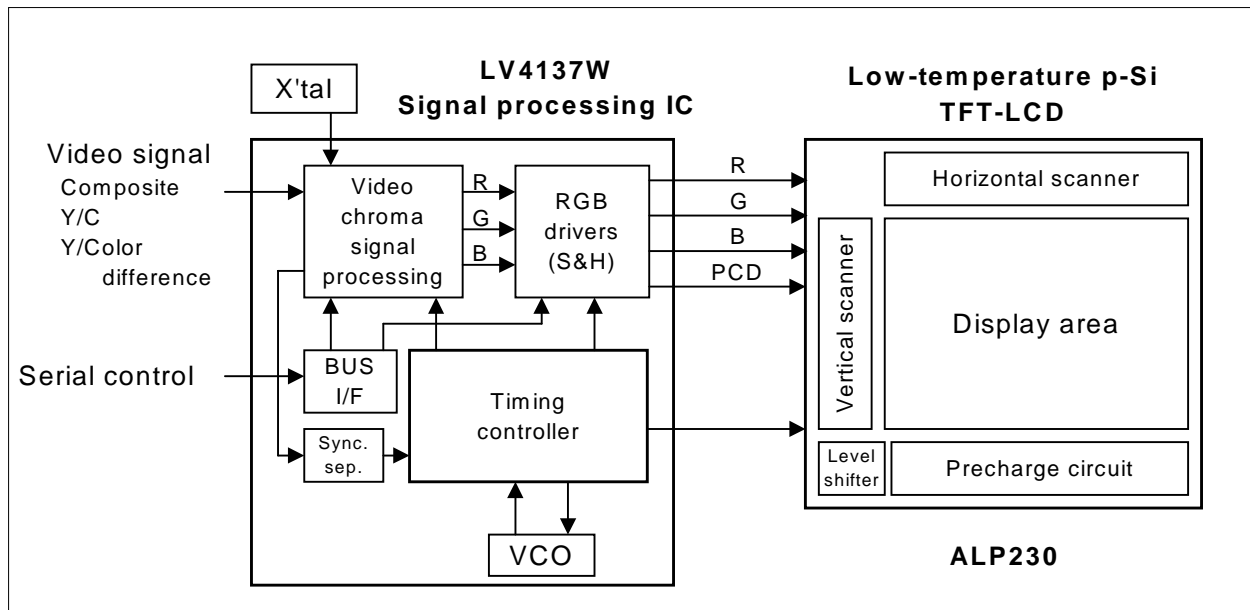 LV4137W
Signal processing IC
Low-temperature p-Si
TFT-LCD
X'tal
Video signal
Composite
Y/C
Y/Color
difference
Serial control
Video
chroma
signal
processing
R
G
B
RGB
drivers
(S&H)
R
G
B
PCD
BUS
I/F
Sync.
sep.
Timing
controller
VCO
Horizontal scanner
Vertical scanner
Display area
Level
shifter
Precharge circuit
ALP230